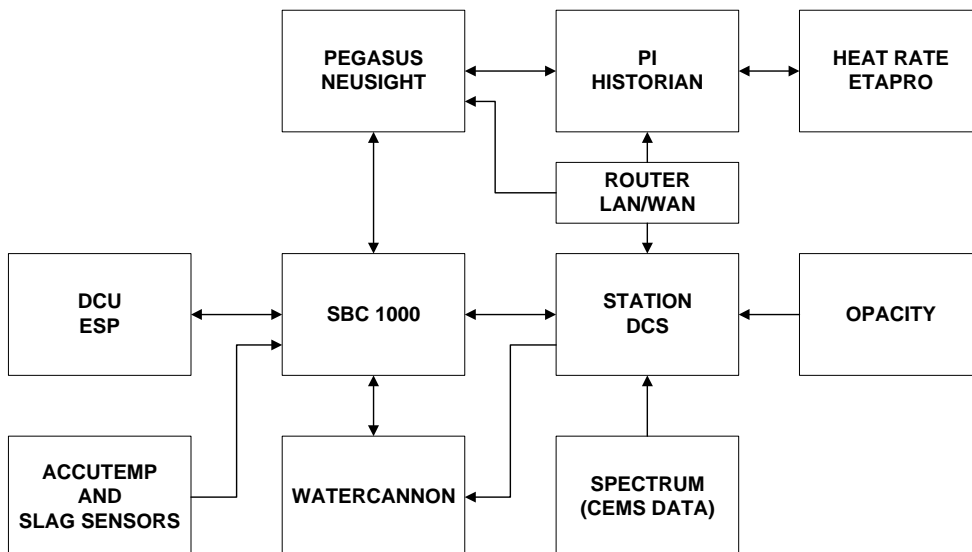 PEGASUS
NEUSIGHT
PI
HISTORIAN
HEAT RATE
ETAPRO
ROUTER
LAN/WAN
DCU
ESP
SBC 1000
STATION
DCS
OPACITY
ACCUTEMP
AND
SLAG SENSORS
WATERCANNON
SPECTRUM
(CEMS DATA)